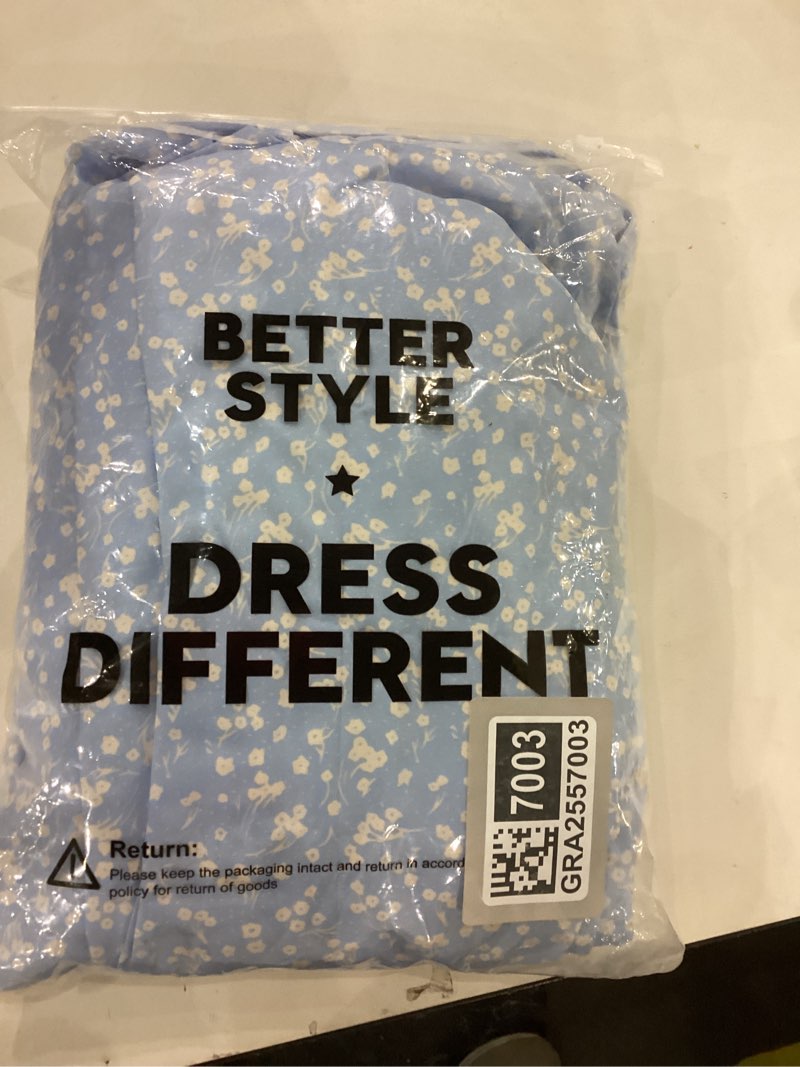 BETTER
STYLE
DRESS
DIFFERENT
7003
GRA2557003
Return:
Please keep the packaging intact and return in accord
policy for return of goods